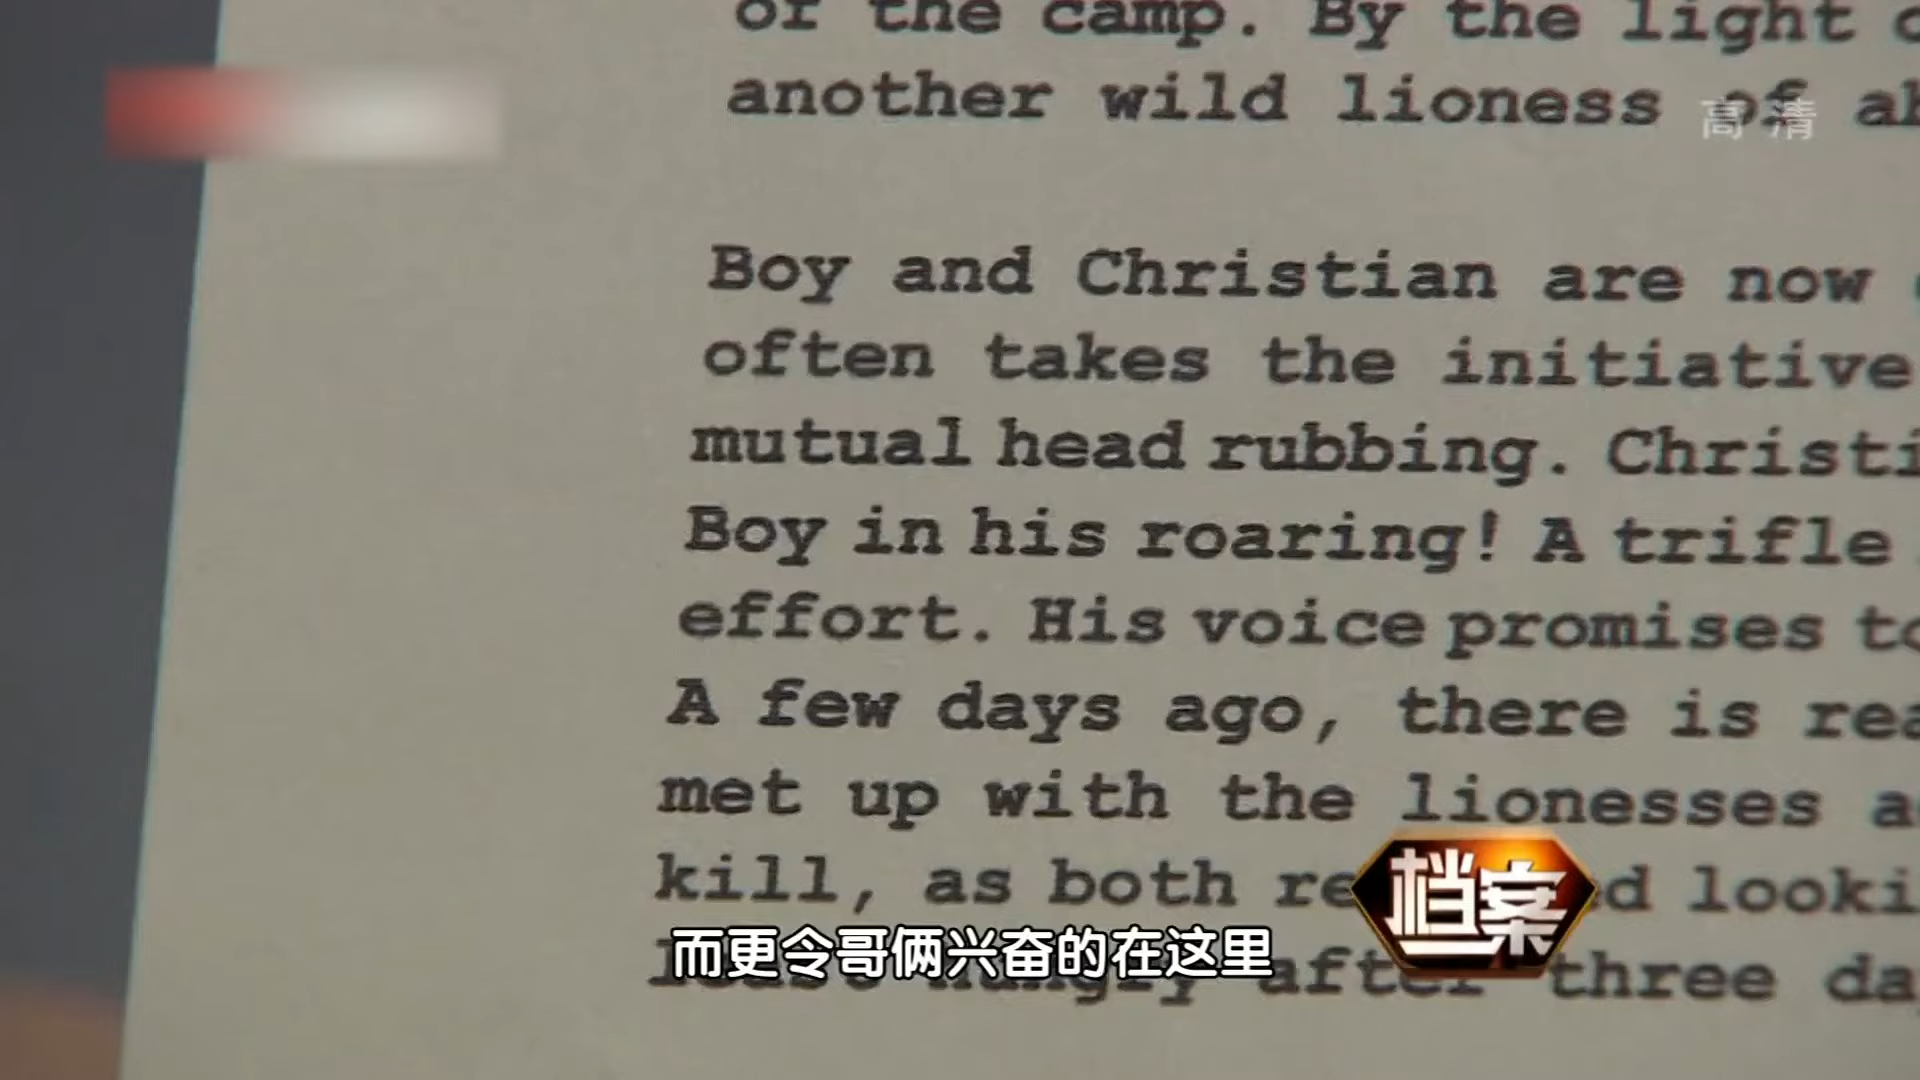 of the camp. By the light
another wild lioness of
高清
Boy and Christian are now
often takes the initiative
mutual head rubbing. Christi
Boy in his roaring! A trifle
effort. His voice promises to
A few days ago, there is rea
met up with the lionesses a
kill, as both re d looki
档案
而更令哥俩兴奋的在这里
hungry after three da